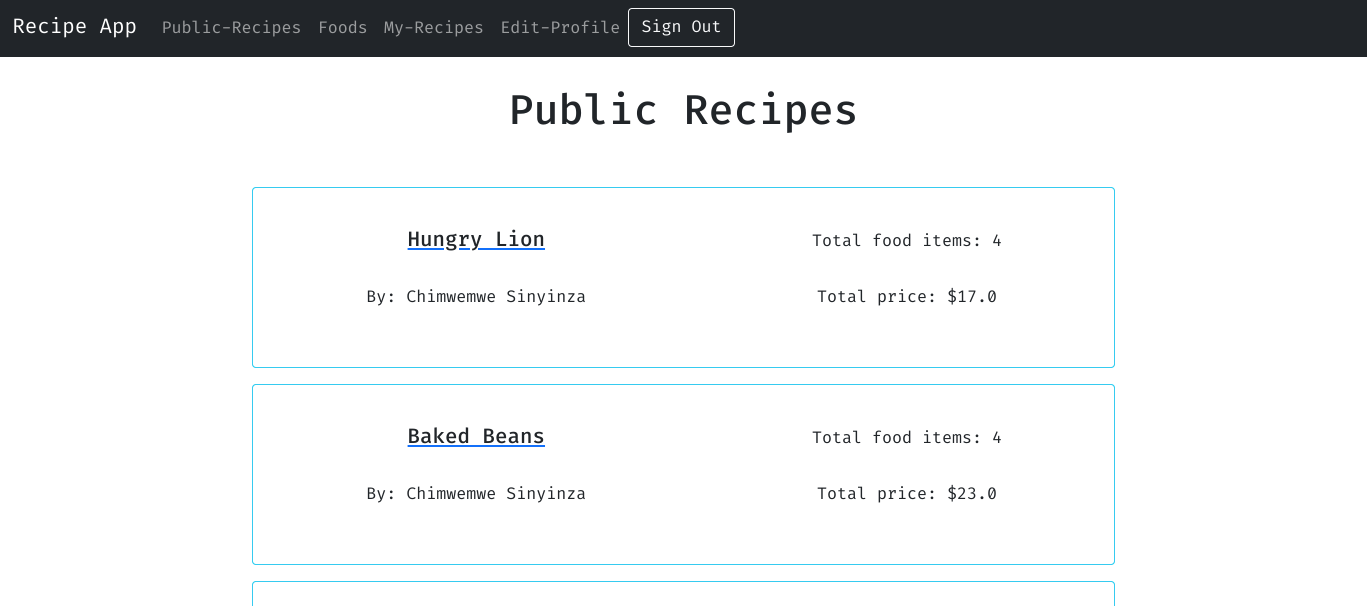 Recipe App Public-Recipes Foods My-Recipes Edit-Profile Sign Out
Public Recipes
Hungry Lion Total food items: 4
By: Chimwemwe Sinyinza Total price: $17.0
Baked Beans Total food items: 4
By: Chimwemwe Sinyinza Total price: $23.0